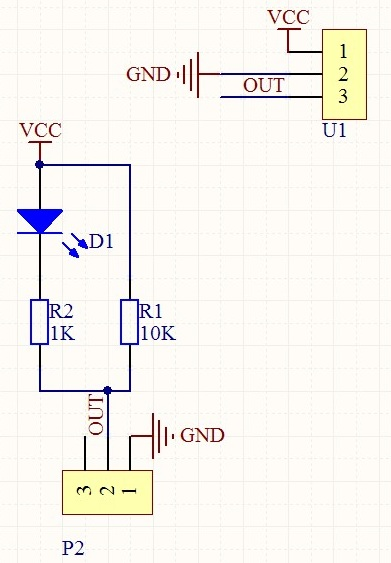 VCC
1
GND
2
OUT
3
U1
VCC
D1
R2
R1
1K
10K
OUT
GND
3 2 1
P2